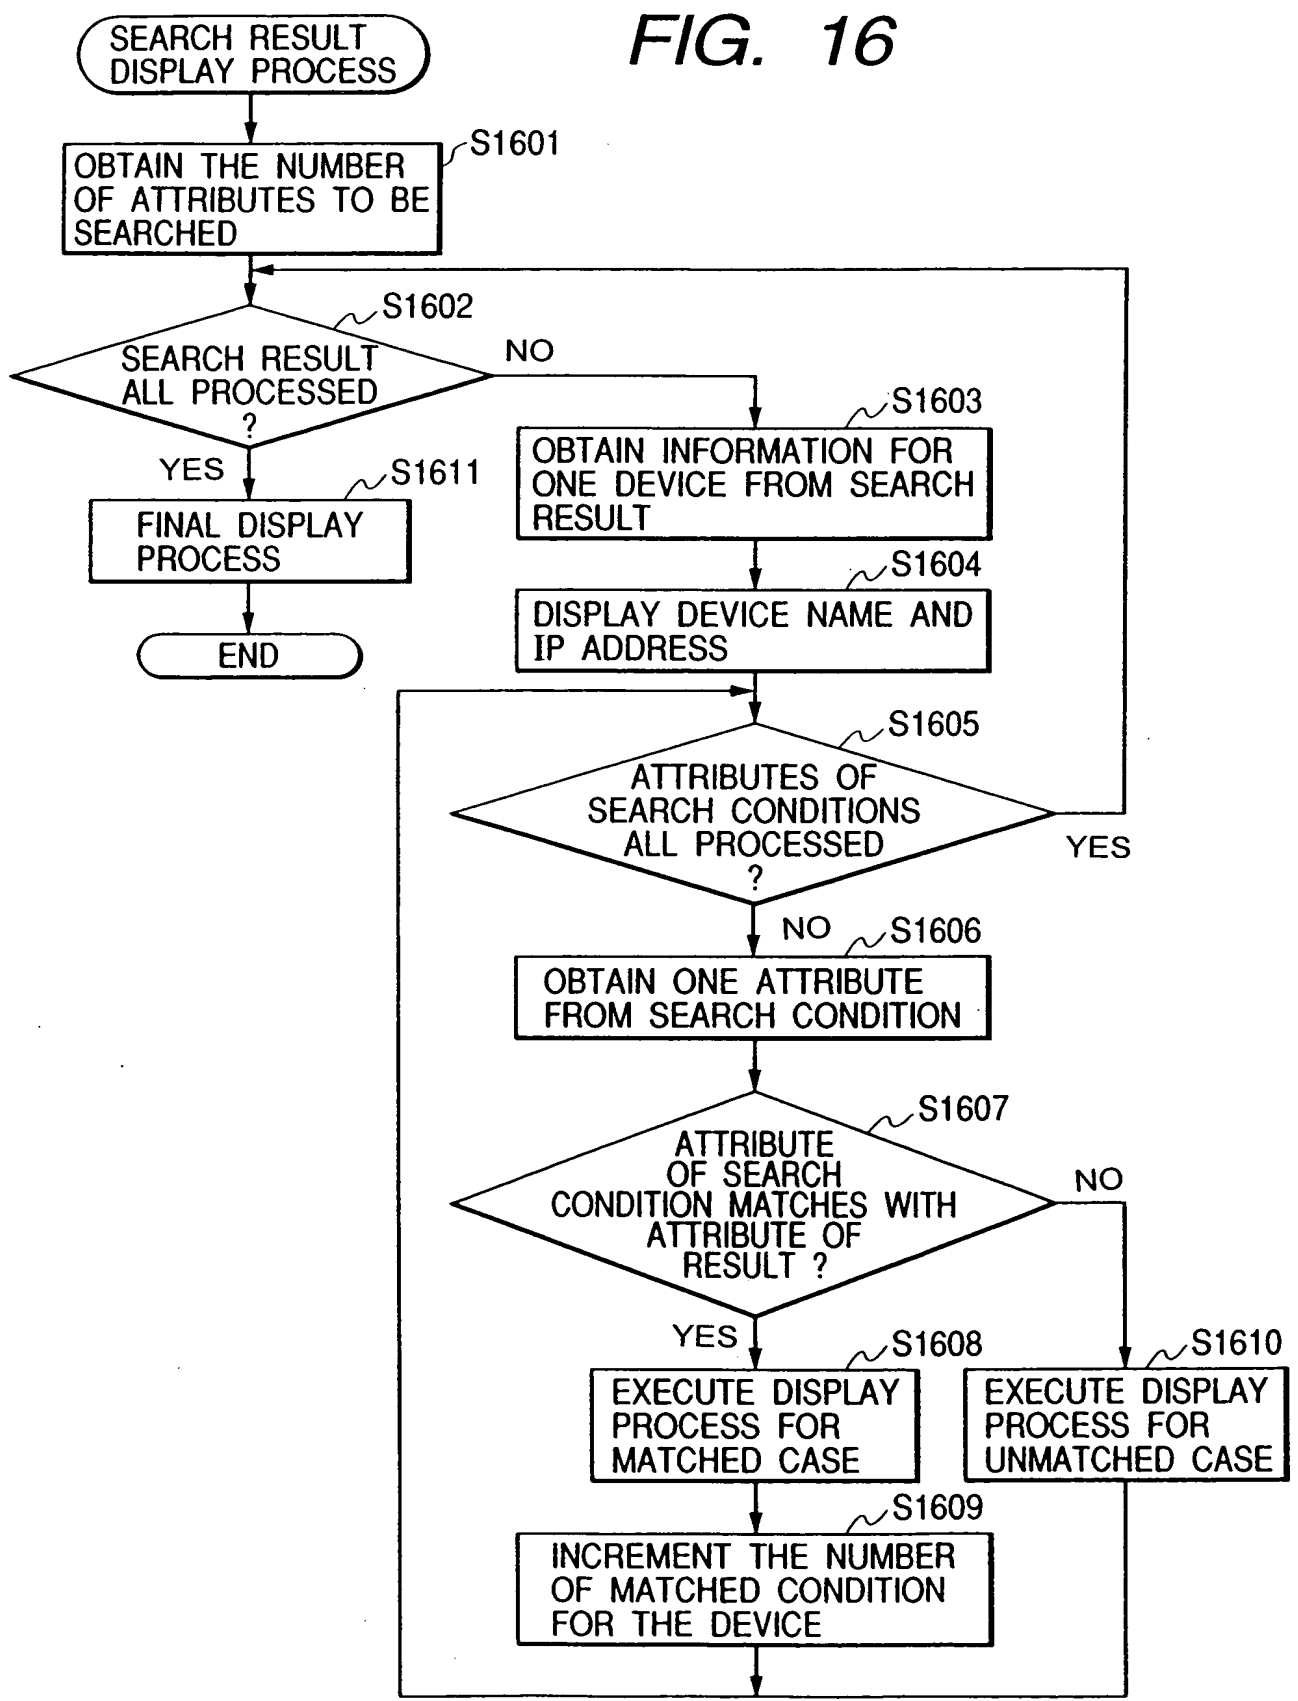 FIG. 16
SEARCH RESULT
DISPLAY PROCESS
S1601
OBTAIN THE NUMBER
OF ATTRIBUTES TO BE
SEARCHED
S1602
SEARCH RESULT
ALL PROCESSED
?
NO
YES
S1611
FINAL DISPLAY
PROCESS
END
S1603
OBTAIN INFORMATION FOR
ONE DEVICE FROM SEARCH
RESULT
S1604
DISPLAY DEVICE NAME AND
IP ADDRESS
S1605
ATTRIBUTES OF
SEARCH CONDITIONS
ALL PROCESSED
?
YES
NO
S1606
OBTAIN ONE ATTRIBUTE
FROM SEARCH CONDITION
S1607
ATTRIBUTE
OF SEARCH
CONDITION MATCHES WITH
ATTRIBUTE OF
RESULT ?
NO
YES
S1608
EXECUTE DISPLAY
PROCESS FOR
MATCHED CASE
S1610
EXECUTE DISPLAY
PROCESS FOR
UNMATCHED CASE
S1609
INCREMENT THE NUMBER
OF MATCHED CONDITION
FOR THE DEVICE